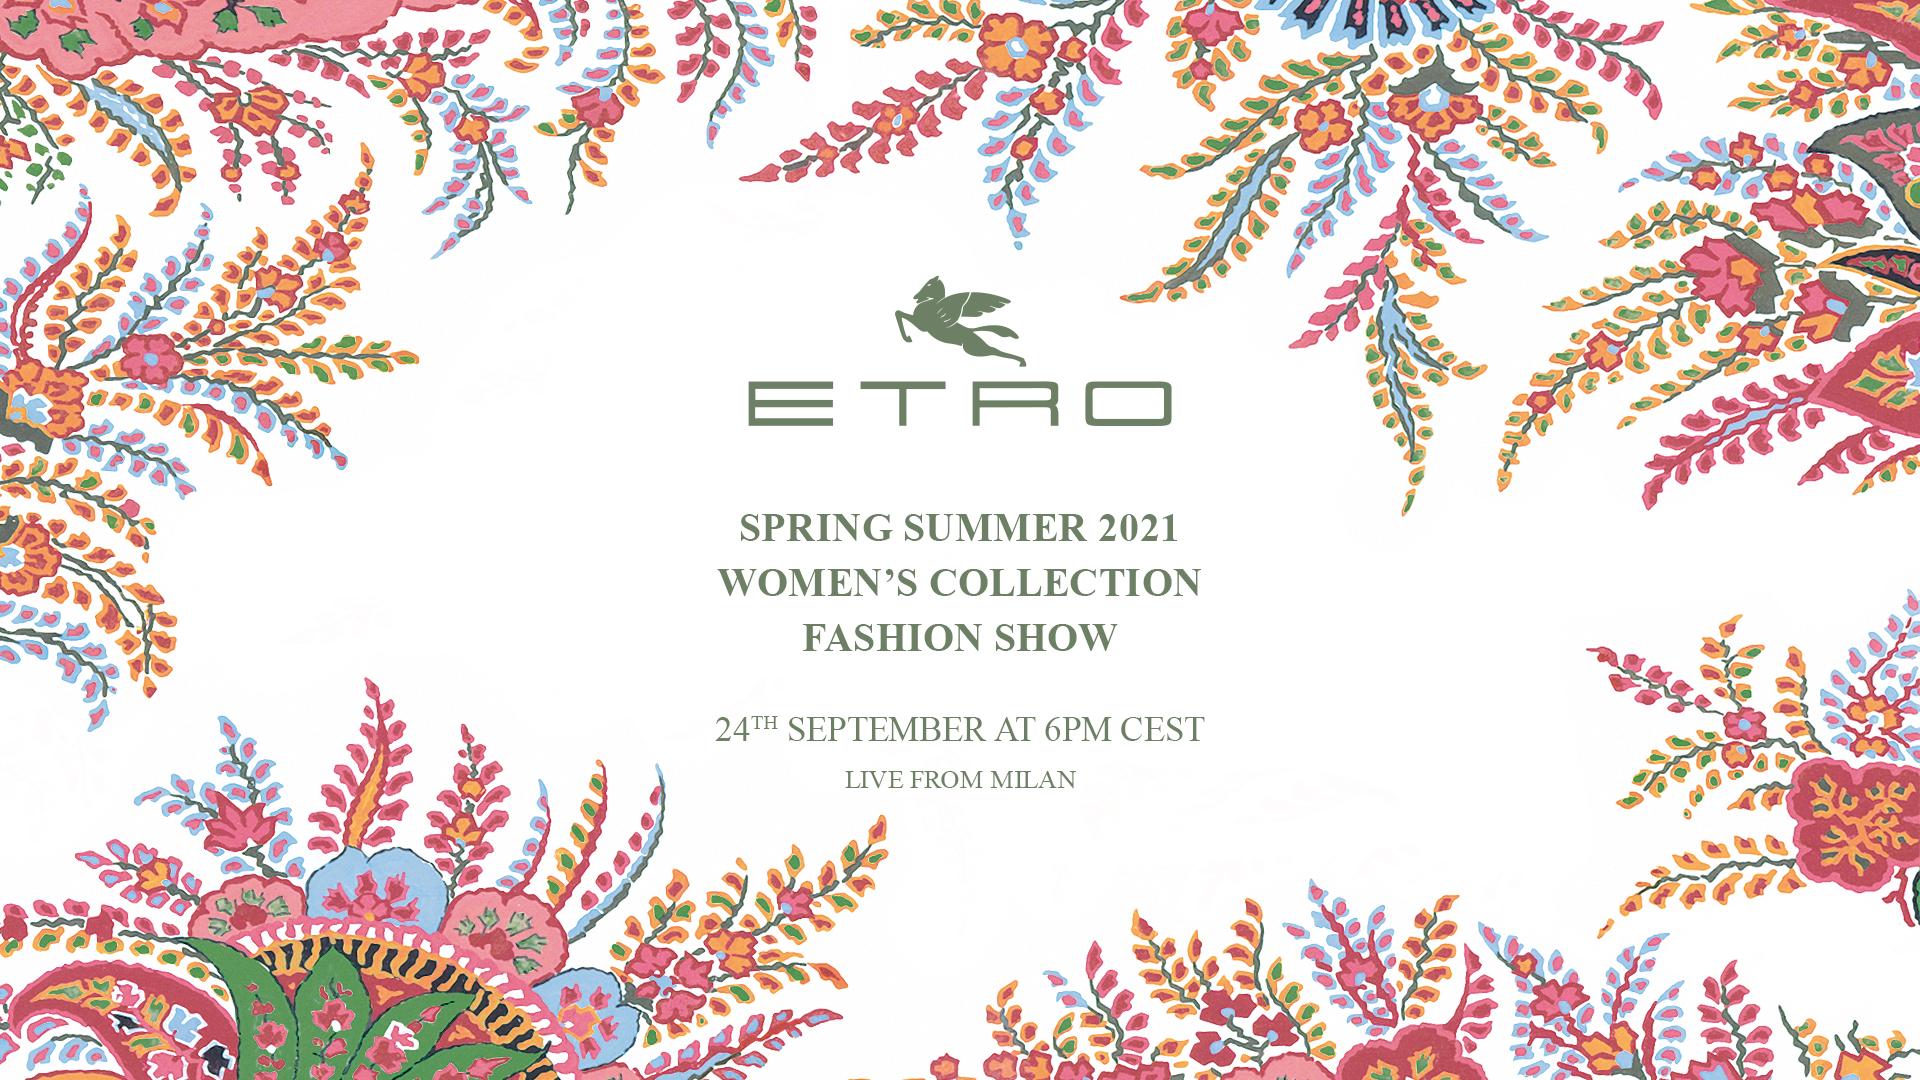 ETRO
SPRING SUMMER 2021
WOMEN’S COLLECTION
FASHION SHOW
24TH SEPTEMBER AT 6PM CEST
LIVE FROM MILAN